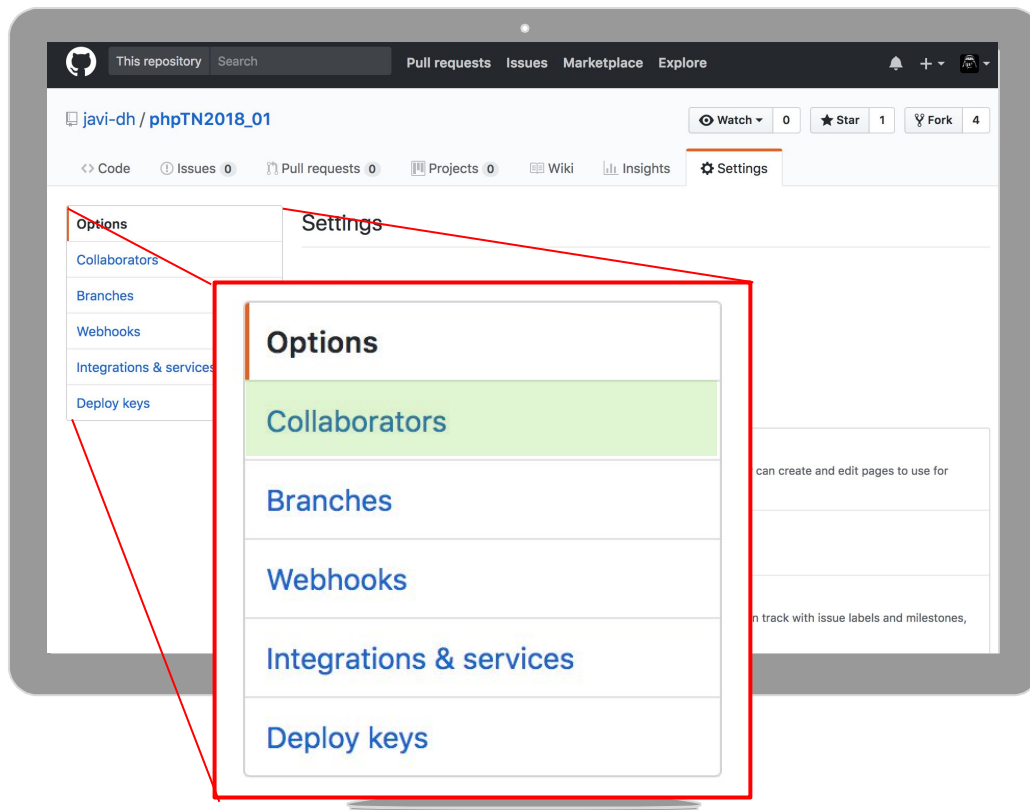 This repository Search Pull requests Issues Marketplace Explore
javi-dh / phpTN2018_01 Watch 0 Star 1 Fork 4
Code Issues 0 Pull requests 0 Projects 0 Wiki Insights Settings
Options
Collaborators
Branches
Webhooks
Integrations & services
Deploy keys
Settings
can create and edit pages to use for
track with issue labels and milestones,
Options
Collaborators
Branches
Webhooks
Integrations & services
Deploy keys